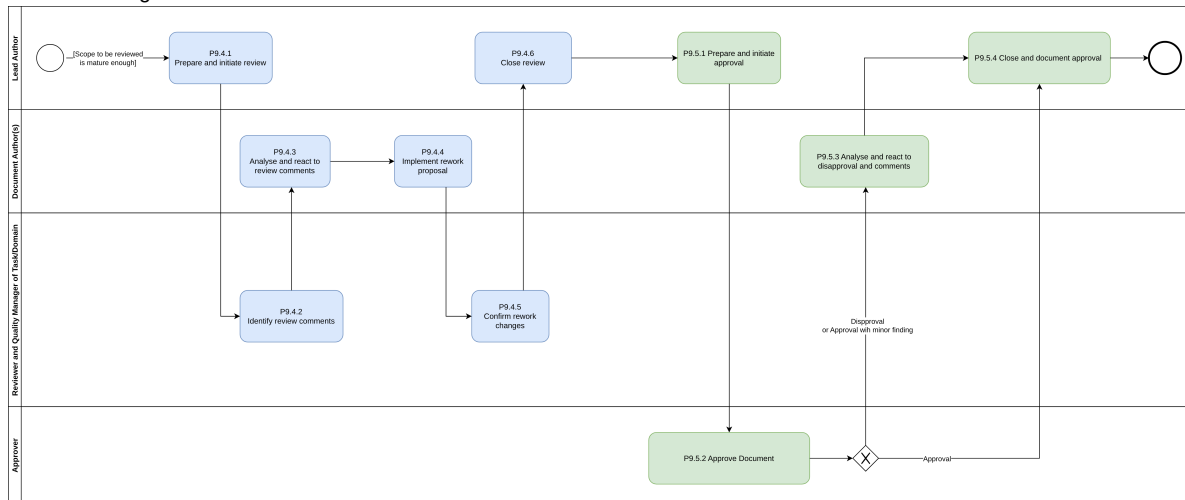 Lead Author
[Scope to be reviewed
is mature enough]
P9.4.1
Prepare and initiate review
P9.4.6
Close review
P9.5.1 Prepare and initiate
approval
P9.5.4 Close and document approval
Document Author(s)
P9.4.3
Analyse and react to
review comments
P9.4.4
Implement rework
proposal
P9.5.3 Analyse and react to
disapproval and comments
Reviewer and Quality Manager of Task/Domain
P9.4.2
Identify review comments
P9.4.5
Confirm rework
changes
Dispproval
or Approval wih minor finding
Approver
P9.5.2 Approve Document
X
Approval